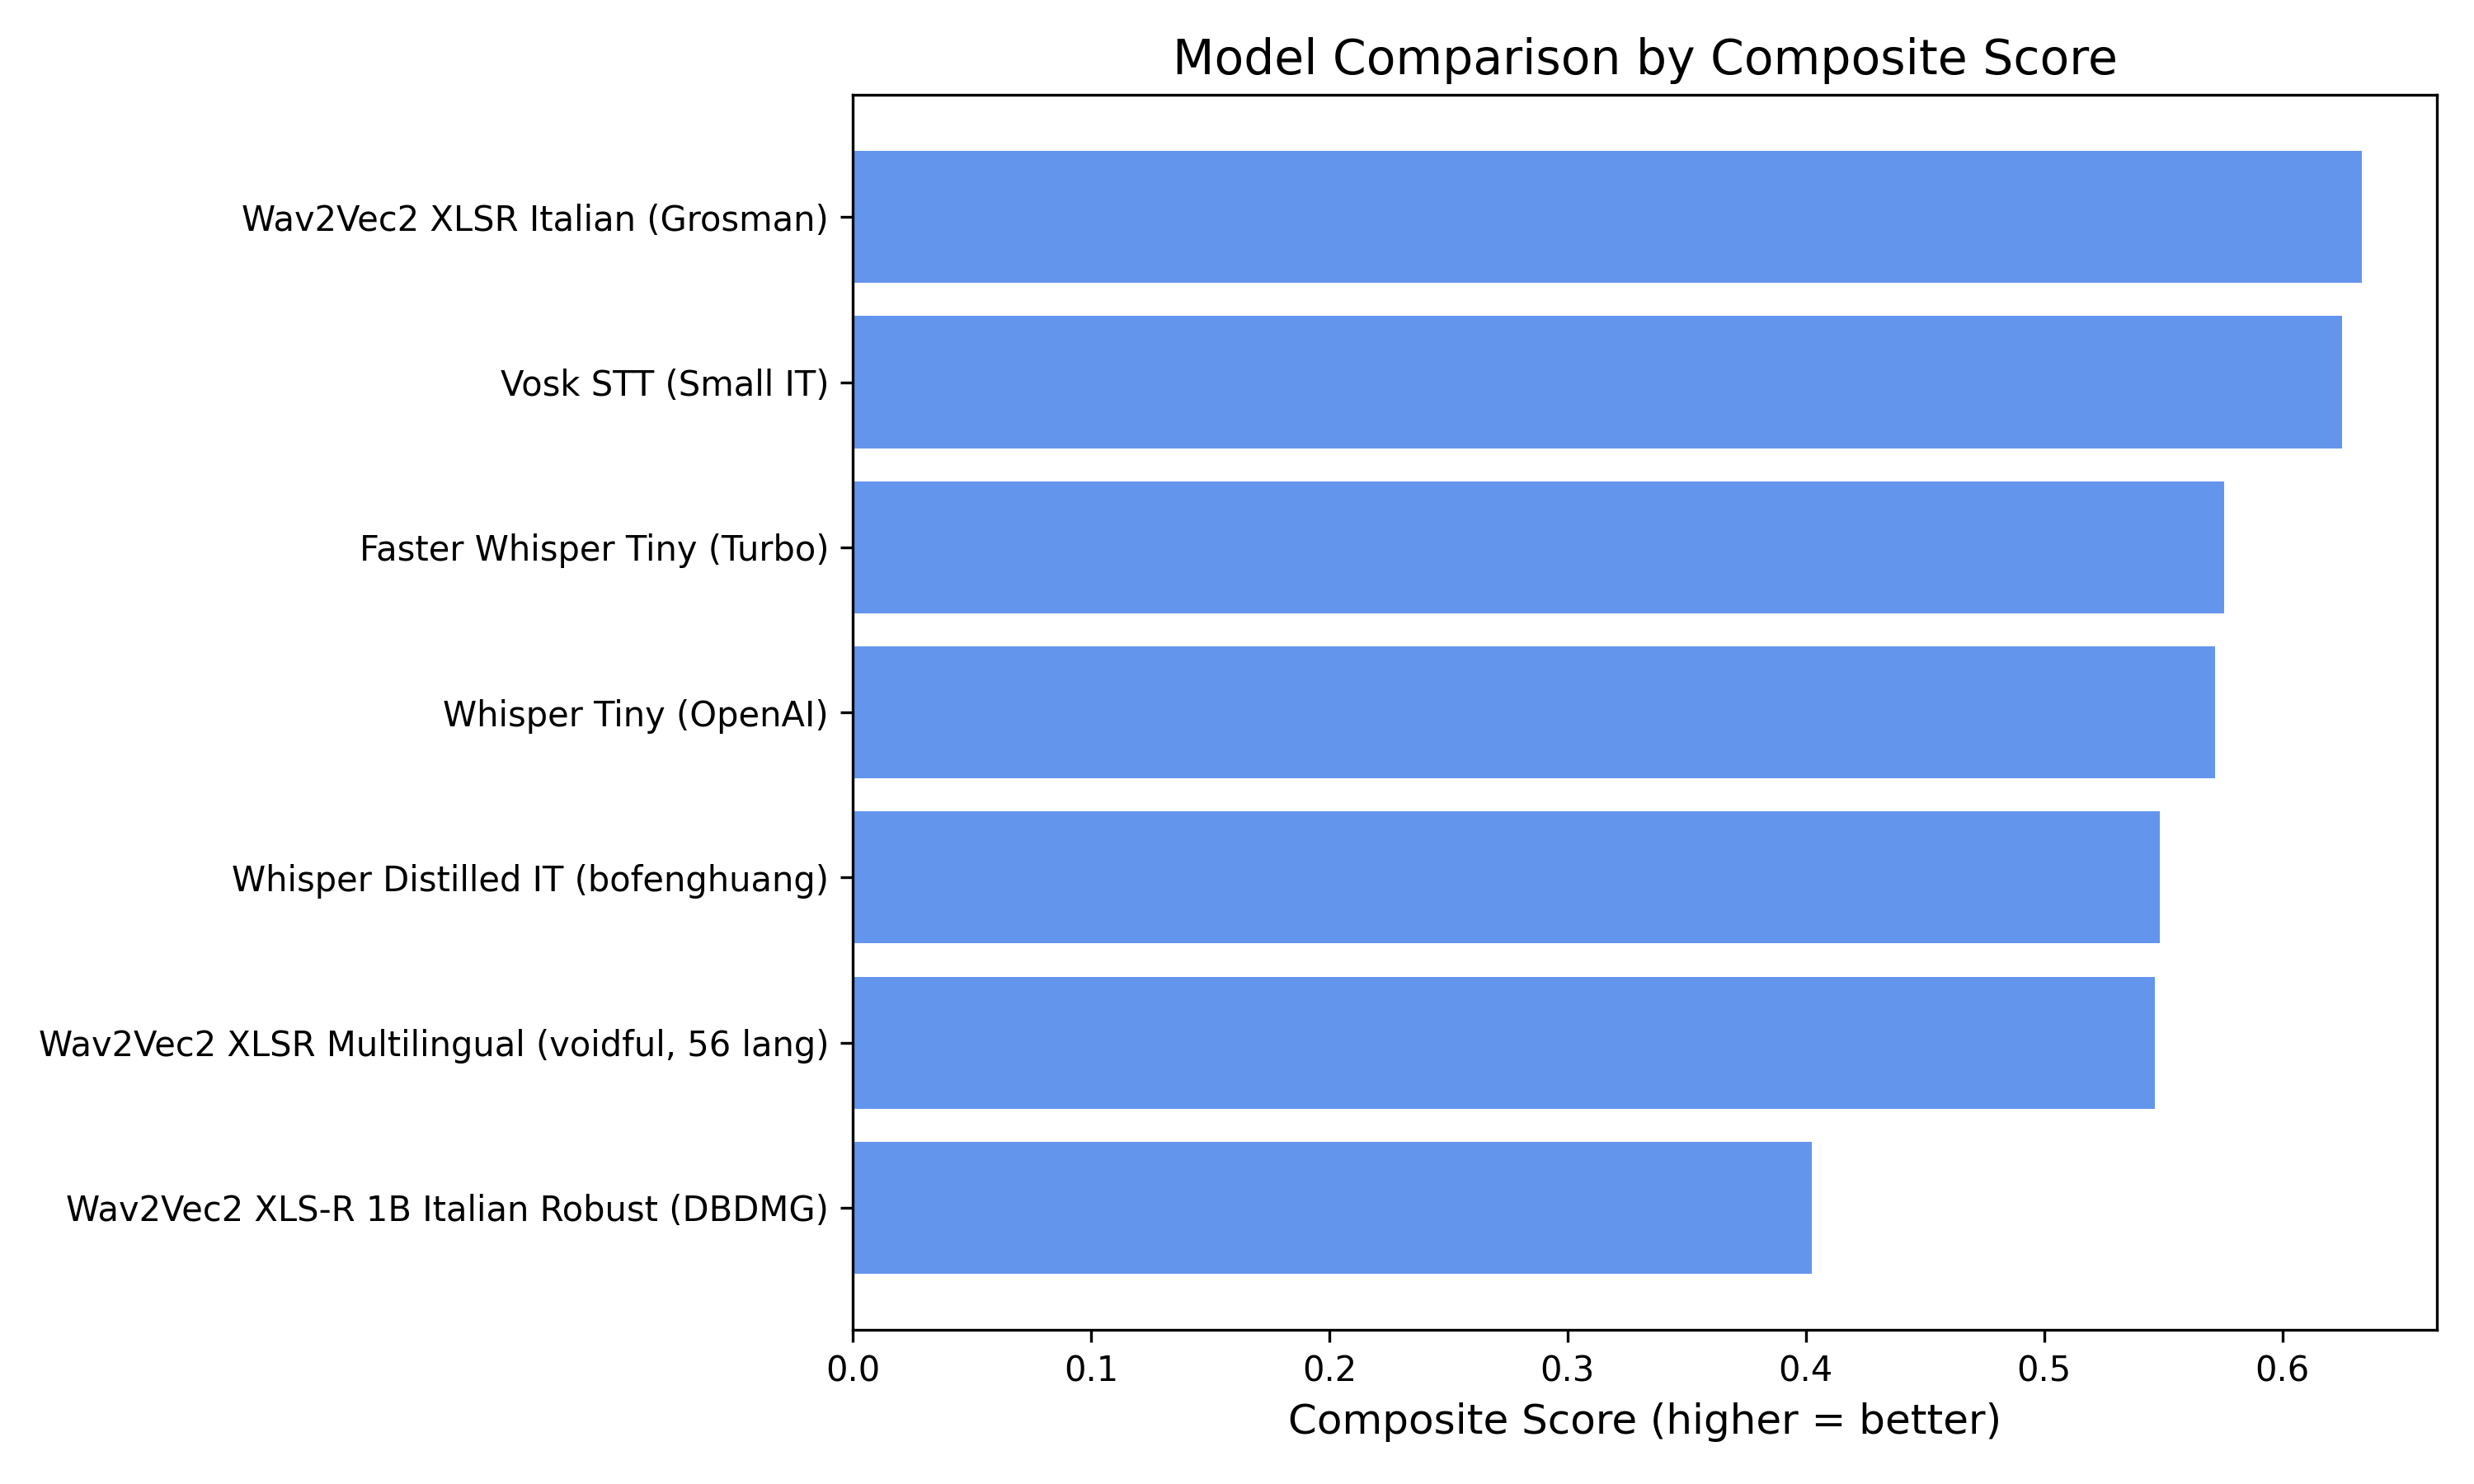 Model Comparison by Composite Score
Wav2Vec2 XLSR Italian (Grosman)
Vosk STT (Small IT)
Faster Whisper Tiny (Turbo)
Whisper Tiny (OpenAI)
Whisper Distilled IT (bofenghuang)
Wav2Vec2 XLSR Multilingual (voidful, 56 lang)
Wav2Vec2 XLS-R 1B Italian Robust (DBDMG)
0.0 0.1 0.2 0.3 0.4 0.5 0.6
Composite Score (higher = better)